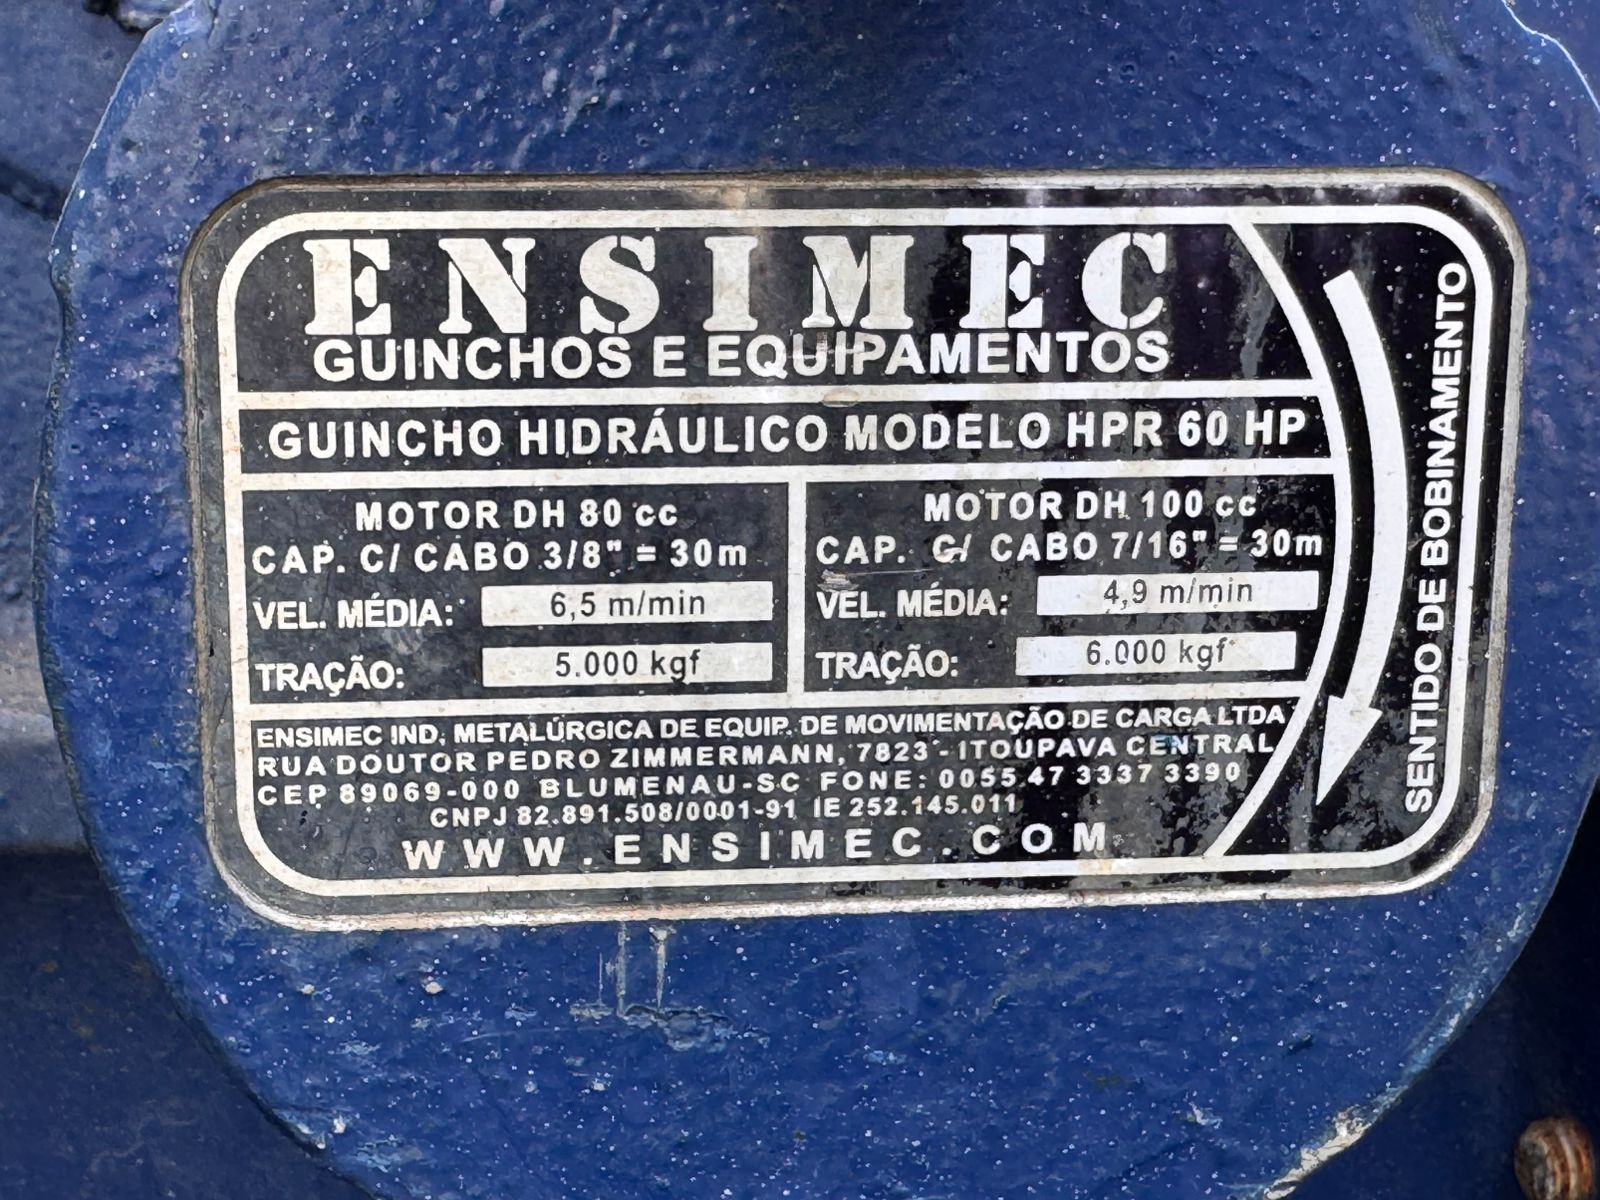 ENSIMEC
GUINCHOS E EQUIPAMENTOS
GUINCHO HIDRÁULICO MODELO HPR 60 HP
MOTOR DH 80 cc
CAP. C/ CABO 3/8" = 30m
VEL. MÉDIA: 6,5 m/min
TRAÇÃO: 5.000 kgf
MOTOR DH 100 cc
CAP. C/ CABO 7/16" = 30m
VEL. MÉDIA: 4,9 m/min
TRAÇÃO: 6.000 kgf
ENSIMEC IND. METALÚRGICA DE EQUIP. DE MOVIMENTAÇÃO DE CARGA LTDA
RUA DOUTOR PEDRO ZIMMERMANN, 7823 - ITOUPAVA CENTRAL
CEP 89069-000 BLUMENAU-SC FONE: 0055 47 3337 3390
CNPJ 82.891.508/0001-91 IE 252.145.011
WWW.ENSIMEC.COM
SENTIDO DE BOBINAMENTO